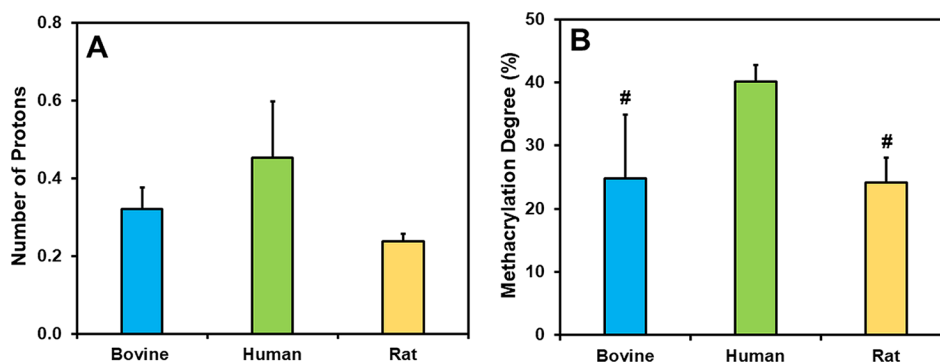 A
Number of Protons
0.8
0.6
0.4
0.2
0.0
Bovine Human Rat
B
Methacrylation Degree (%)
50
40
30
20
10
0
#
#
Bovine Human Rat